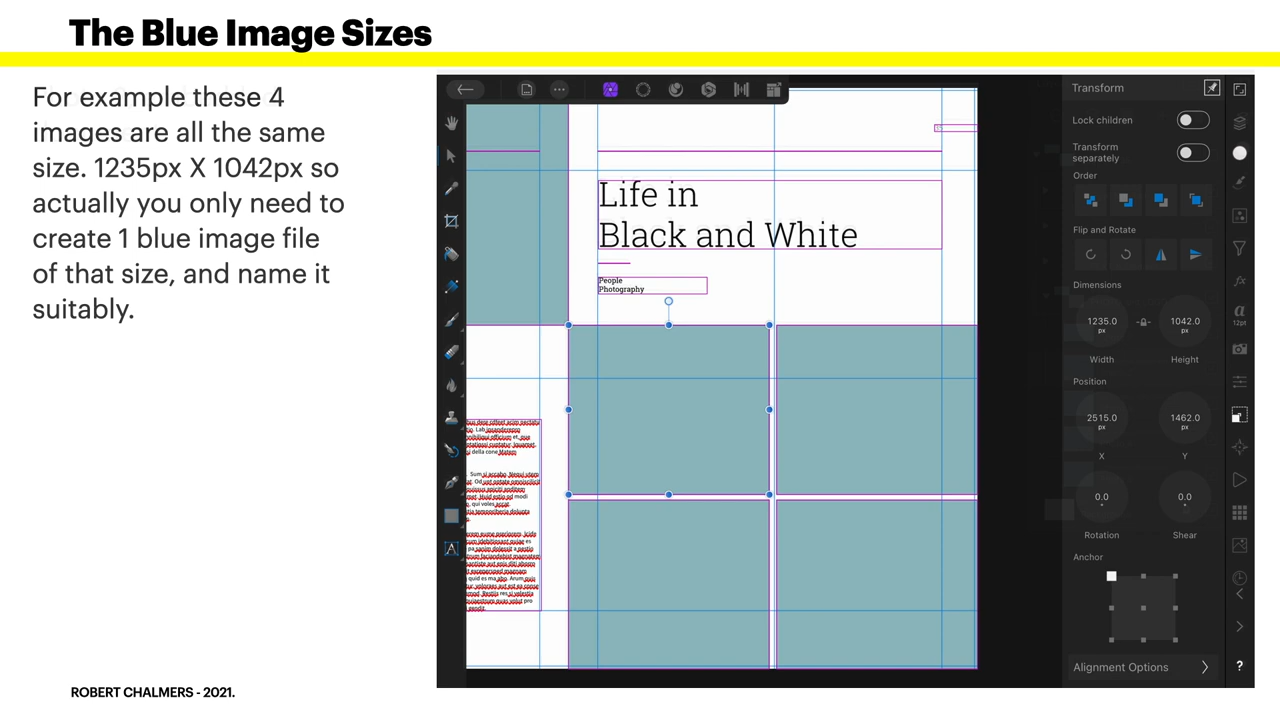 The Blue Image Sizes
For example these 4
images are all the same
size. 1235px X 1042px so
actually you only need to
create 1 blue image file
of that size, and name it
suitably.
Life in
Black and White
People
Photography
Transform
Lock children
Transform
separately
Order
Flip and Rotate
Dimensions
1235.0
px
1042.0
px
Width
Height
Position
2515.0
px
1462.0
px
X
Y
0.0
°
0.0
°
Rotation
Shear
Anchor
Alignment Options
fx
a
12pt
A
?
ROBERT CHALMERS - 2021.